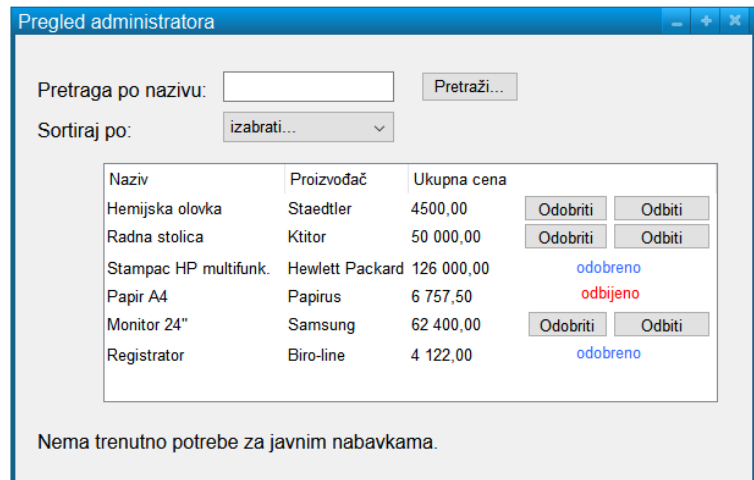 Pregled administratora
Pretraga po nazivu: Pretraži...
Sortiraj po: izabrati...
Naziv Proizvođač Ukupna cena
Hemijska olovka Staedtler 4500,00 Odobriti Odbiti
Radna stolica Ktitor 50 000,00 Odobriti Odbiti
Stampac HP multifunk. Hewlett Packard 126 000,00 odobreno
Papir A4 Papirus 6 757,50 odbijeno
Monitor 24" Samsung 62 400,00 Odobriti Odbiti
Registrator Biro-line 4 122,00 odobreno
Nema trenutno potrebe za javnim nabavkama.